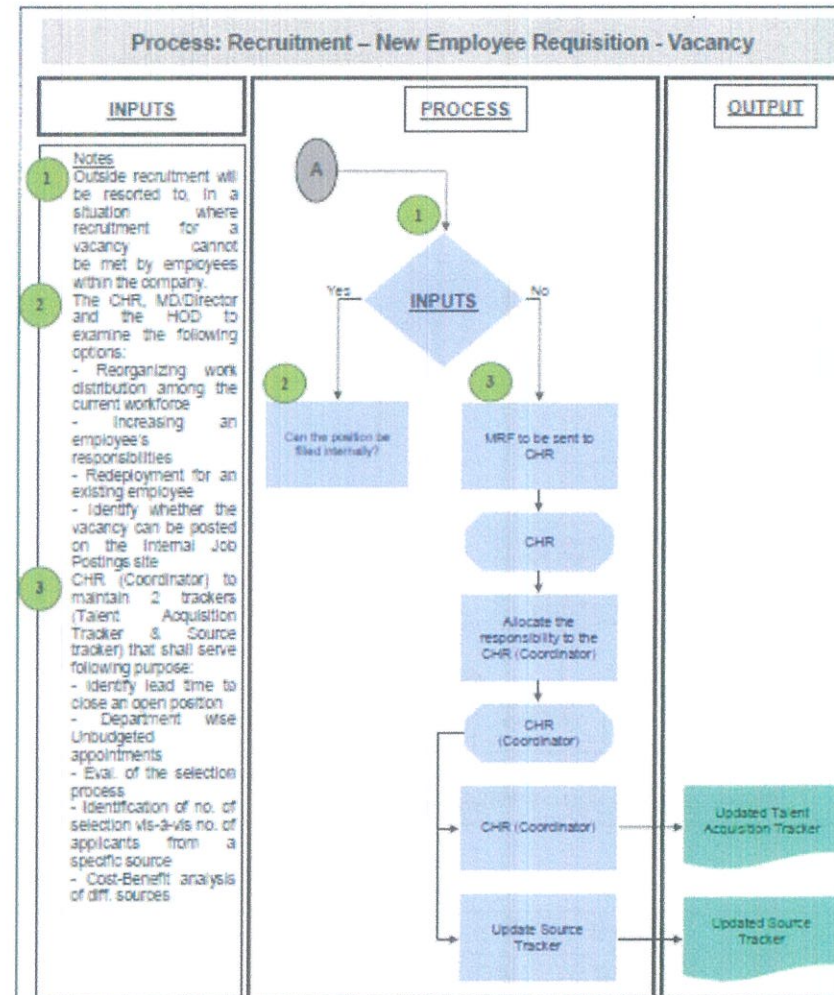 Process: Recruitment – New Employee Requisition - Vacancy
INPUTS
PROCESS
OUTPUT
Notes
1
Outside recruitment will
be resorted to, in a
situation where
recruitment for a
vacancy cannot
be met by employees
within the company.
2
The CHR, MD/Director
and the HOD to
examine the following
options:
- Reorganizing work
distribution among the
current workforce
- Increasing an
employee's
responsibilities
- Redeployment for an
existing employee
- Identify whether the
vacancy can be posted
on the Internal Job
Postings site
3
CHR (Coordinator) to
maintain 2 trackers
(Talent Acquisition
Tracker & Source
tracker) that shall serve
following purpose:
- Identify lead time to
close an open position
- Department wise
Unbudgeted
appointments
- Eval. of the selection
process
- Identification of no. of
selection vis-à-vis no. of
applicants from a
specific source
- Cost-Benefit analysis
of diff. sources
A
1
INPUTS
Yes
No
2
Can the position be
filled internally?
3
MRF to be sent to
CHR
CHR
Allocate the
responsibility to the
CHR (Coordinator)
CHR
(Coordinator)
CHR (Coordinator)
Updated Talent
Acquisition Tracker
Update Source
Tracker
Updated Source
Tracker